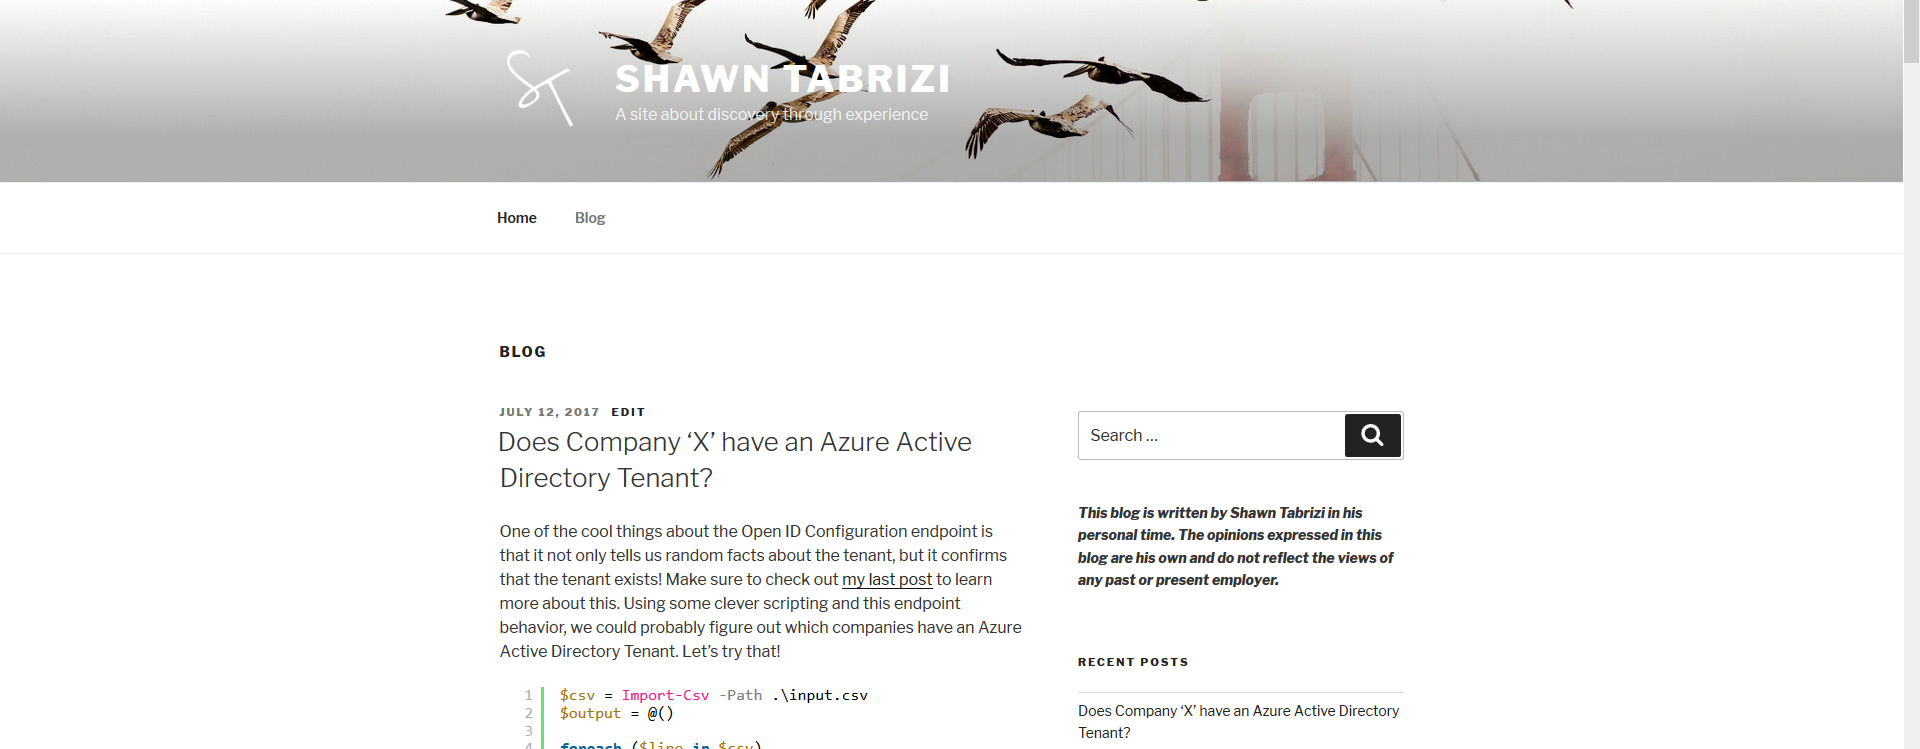 ST
SHAWN TABRIZI
A site about discovery through experience
Home
Blog
BLOG
JULY 12, 2017 EDIT
Does Company ‘X’ have an Azure Active
Directory Tenant?
One of the cool things about the Open ID Configuration endpoint is
that it not only tells us random facts about the tenant, but it confirms
that the tenant exists! Make sure to check out my last post to learn
more about this. Using some clever scripting and this endpoint
behavior, we could probably figure out which companies have an Azure
Active Directory Tenant. Let’s try that!
1 $csv = Import-Csv -Path .\input.csv
2 $output = @()
3
4 foreach ($line in $csv)
Search …
This blog is written by Shawn Tabrizi in his
personal time. The opinions expressed in this
blog are his own and do not reflect the views of
any past or present employer.
RECENT POSTS
Does Company ‘X’ have an Azure Active Directory
Tenant?